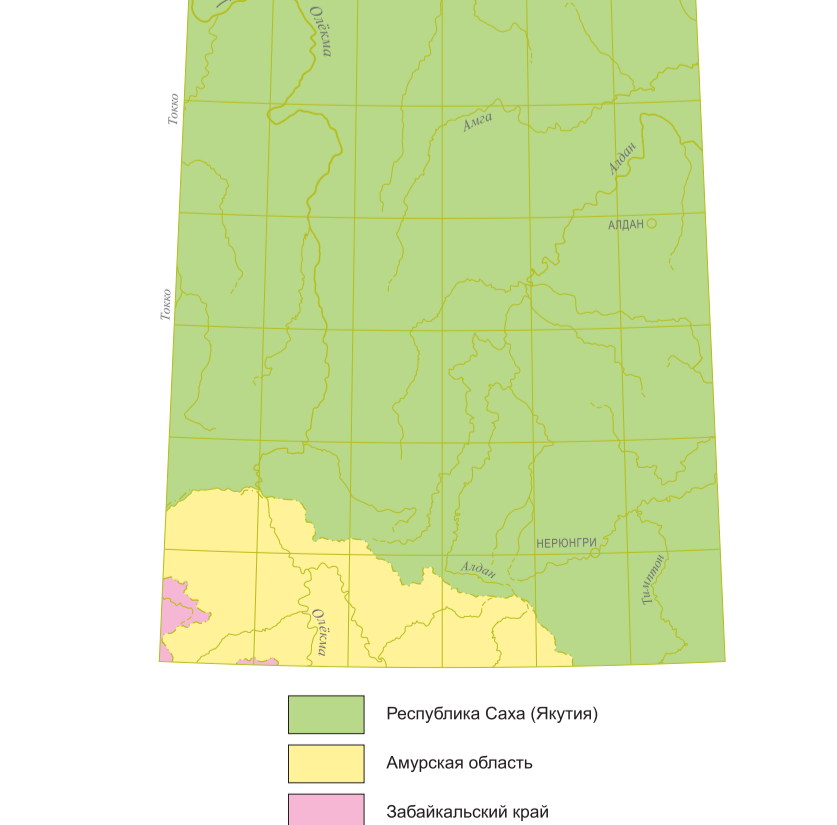 Олёкма
Токко
Амга
Алдан
АЛДАН
Токко
НЕРЮНГРИ
Алдан
Тимптон
Олёкма
Республика Саха (Якутия)
Амурская область
Забайкальский край